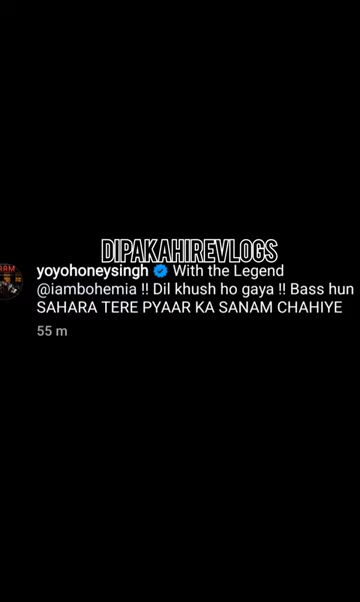 DIPAKAHIREVLOGS
yoyohoneysingh With the Legend
@iambohemia !! Dil khush ho gaya !! Bass hun
SAHARA TERE PYAAR KA SANAM CHAHIYE
55 m